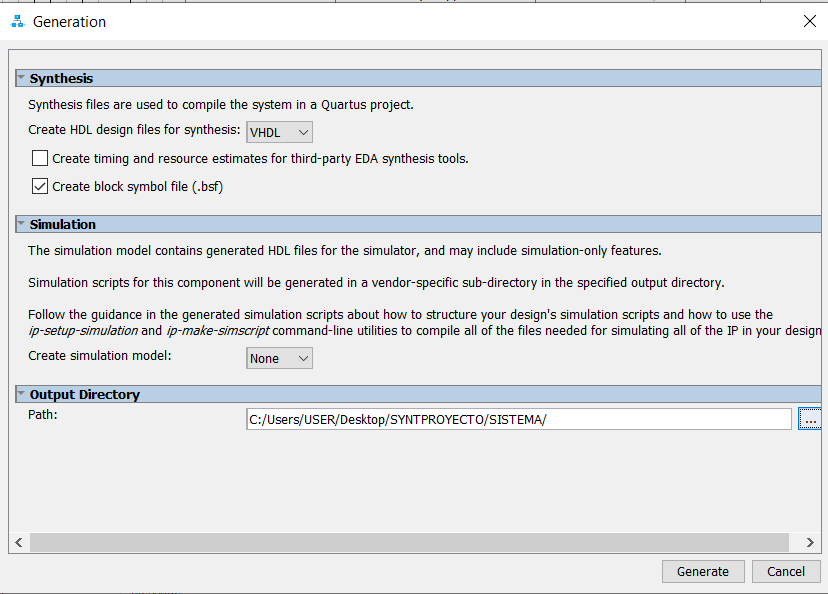 Generation
Synthesis
Synthesis files are used to compile the system in a Quartus project.
Create HDL design files for synthesis: VHDL
Create timing and resource estimates for third-party EDA synthesis tools.
Create block symbol file (.bsf)
Simulation
The simulation model contains generated HDL files for the simulator, and may include simulation-only features.
Simulation scripts for this component will be generated in a vendor-specific sub-directory in the specified output directory.
Follow the guidance in the generated simulation scripts about how to structure your design's simulation scripts and how to use the
ip-setup-simulation and ip-make-simscript command-line utilities to compile all of the files needed for simulating all of the IP in your design
Create simulation model: None
Output Directory
Path: C:/Users/USER/Desktop/SYNTPROYECTO/SISTEMA/ ...
Generate Cancel